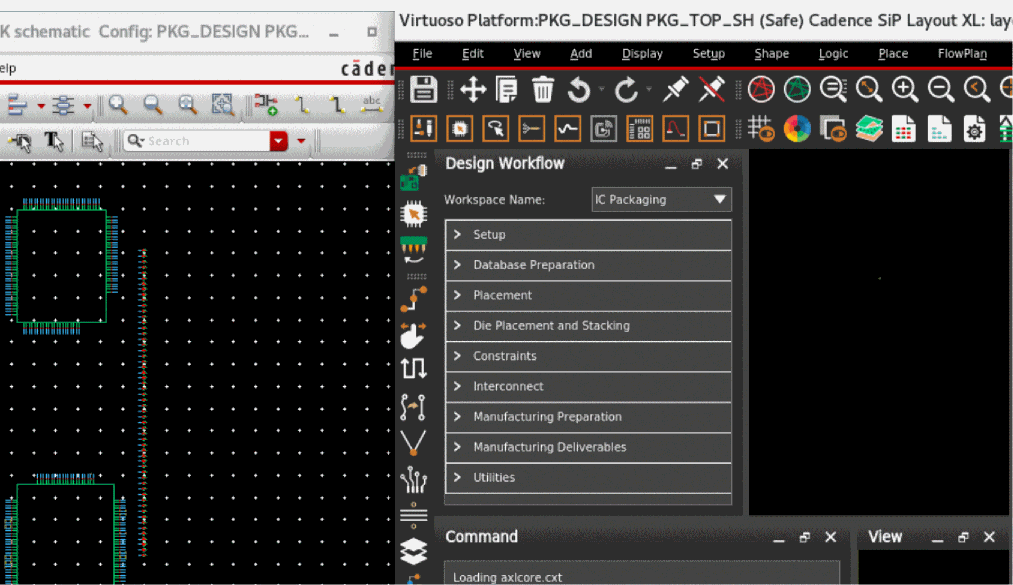 K schematic Config: PKG_DESIGN PKG...
elp
cāden
abc
Search
Virtuoso Platform:PKG_DESIGN PKG_TOP_SH (Safe) Cadence SiP Layout XL: lay
File Edit View Add Display Setup Shape Logic Place FlowPlan
Design Workflow
Workspace Name: IC Packaging
> Setup
> Database Preparation
> Placement
> Die Placement and Stacking
> Constraints
> Interconnect
> Manufacturing Preparation
> Manufacturing Deliverables
> Utilities
Command
View
Loading axlcore.cxt